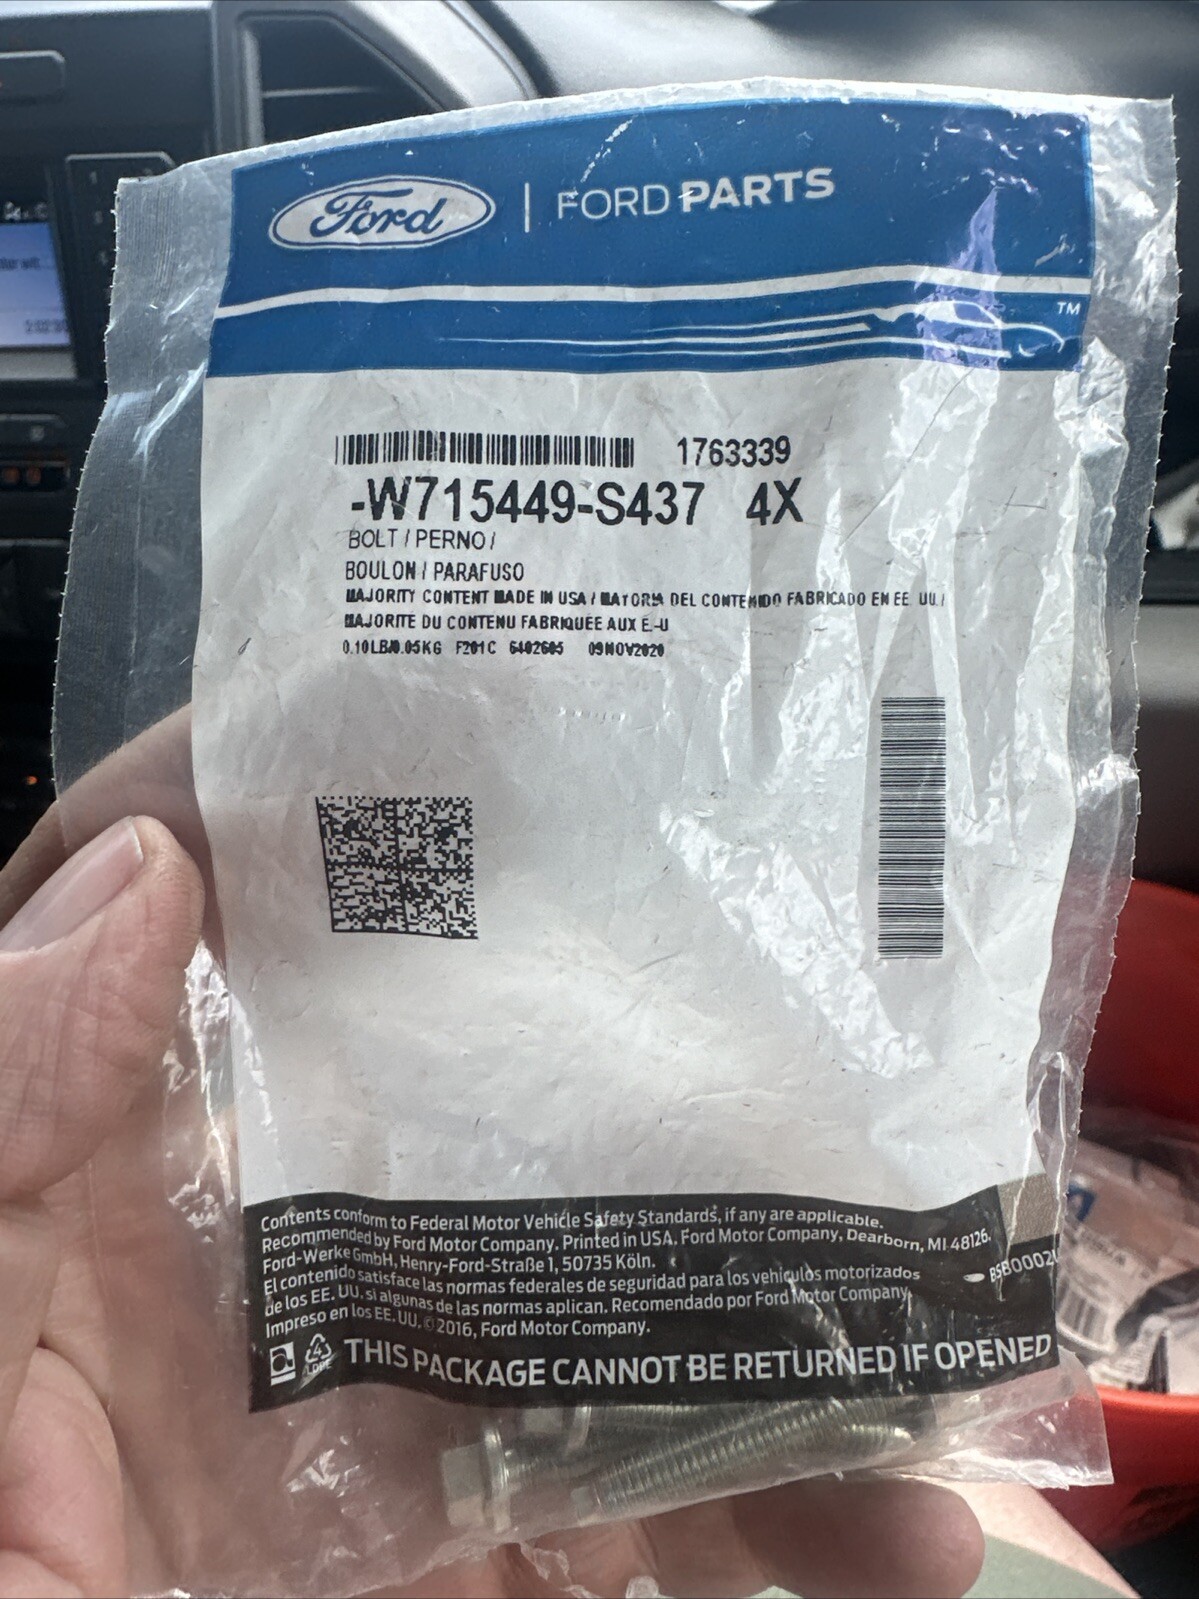 Ford | FORD PARTS
TM
1763339
-W715449-S437 4X
BOLT / PERNO /
BOULON / PARAFUSO
MAJORITY CONTENT MADE IN USA / MAYORIA DEL CONTENIDO FABRICADO EN EE. UU. /
MAJORITE DU CONTENU FABRIQUÉE AUX E.-U
0.10LB/0.05KG F201C 6402605 09NOV2020
Contents conform to Federal Motor Vehicle Safety Standards, if any are applicable.
Recommended by Ford Motor Company. Printed in USA. Ford Motor Company, Dearborn, MI 48126.
Ford-Werke GmbH, Henry-Ford-Straße 1, 50735 Köln.
El contenido satisface las normas federales de seguridad para los vehiculos motorizados
de los EE. UU. si algunas de las normas aplican. Recomendado por Ford Motor Company.
Impreso en los EE. UU. ©2016, Ford Motor Company.
4
LDPE
THIS PACKAGE CANNOT BE RETURNED IF OPENED